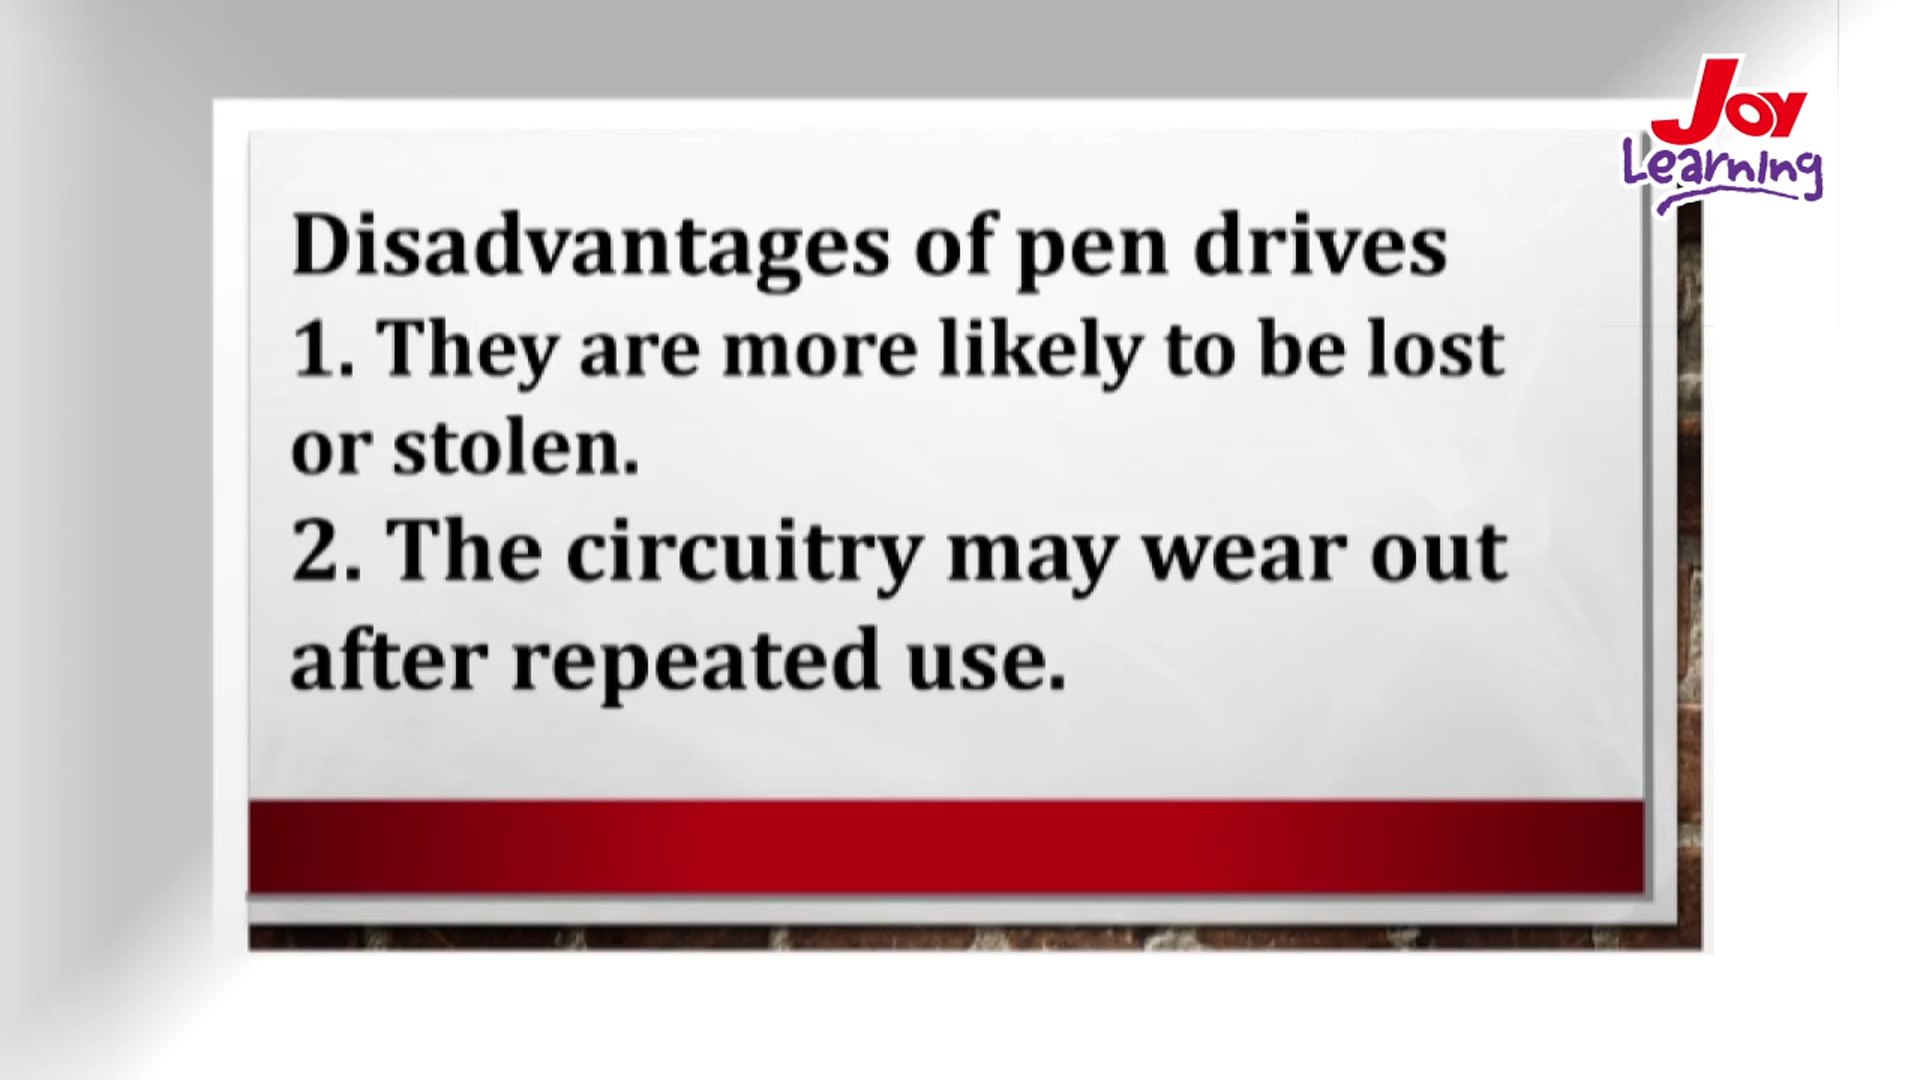 Joy
Learning
Disadvantages of pen drives
1. They are more likely to be lost
or stolen.
2. The circuitry may wear out
after repeated use.